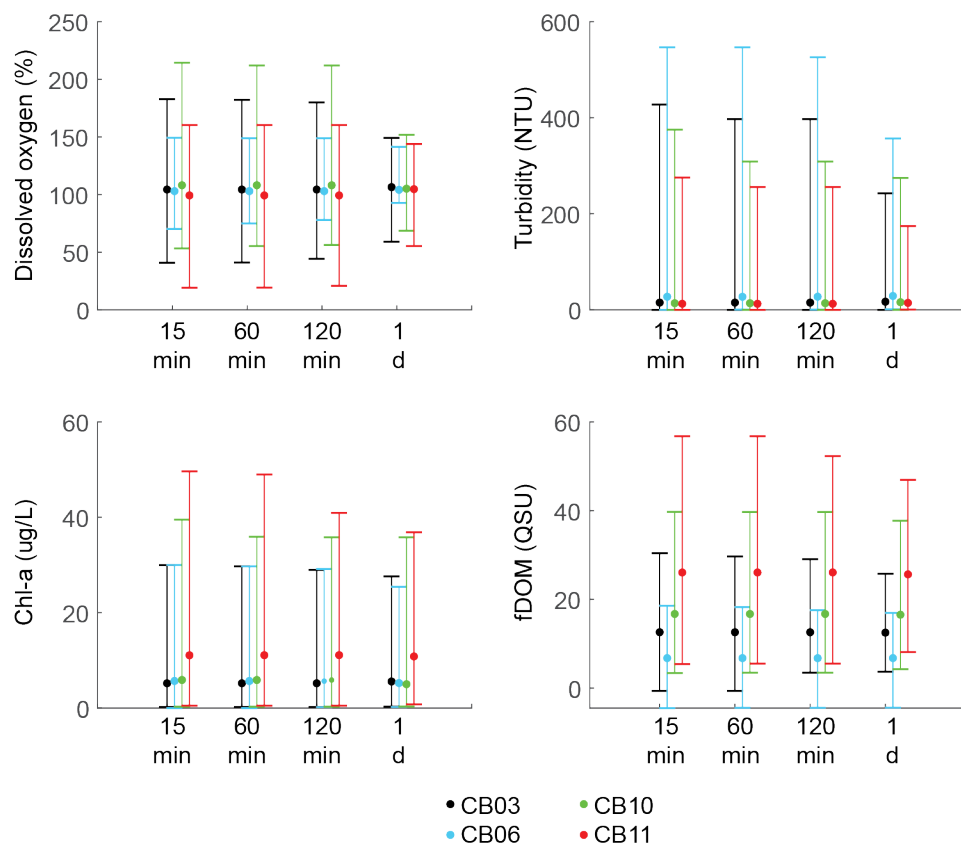 Dissolved oxygen (%)
250
200
150
100
50
0
15 60 120 1
min min min d
Turbidity (NTU)
600
400
200
0
15 60 120 1
min min min d
Chl-a (ug/L)
60
40
20
0
15 60 120 1
min min min d
fDOM (QSU)
60
40
20
0
15 60 120 1
min min min d
CB03 CB10
CB06 CB11